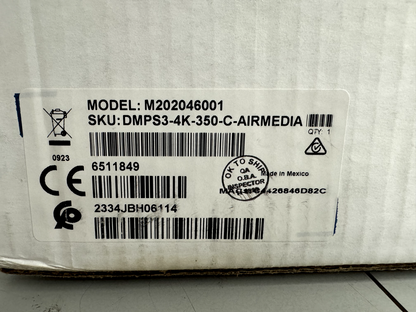 MODEL: M202046001
SKU: DMPS3-4K-350-C-AIRMEDIA
QTY: 1
0923
6511849
CE
OK TO SHIP
QA
O.B.A.
INSPECTOR
Made in Mexico
2334JBH06114